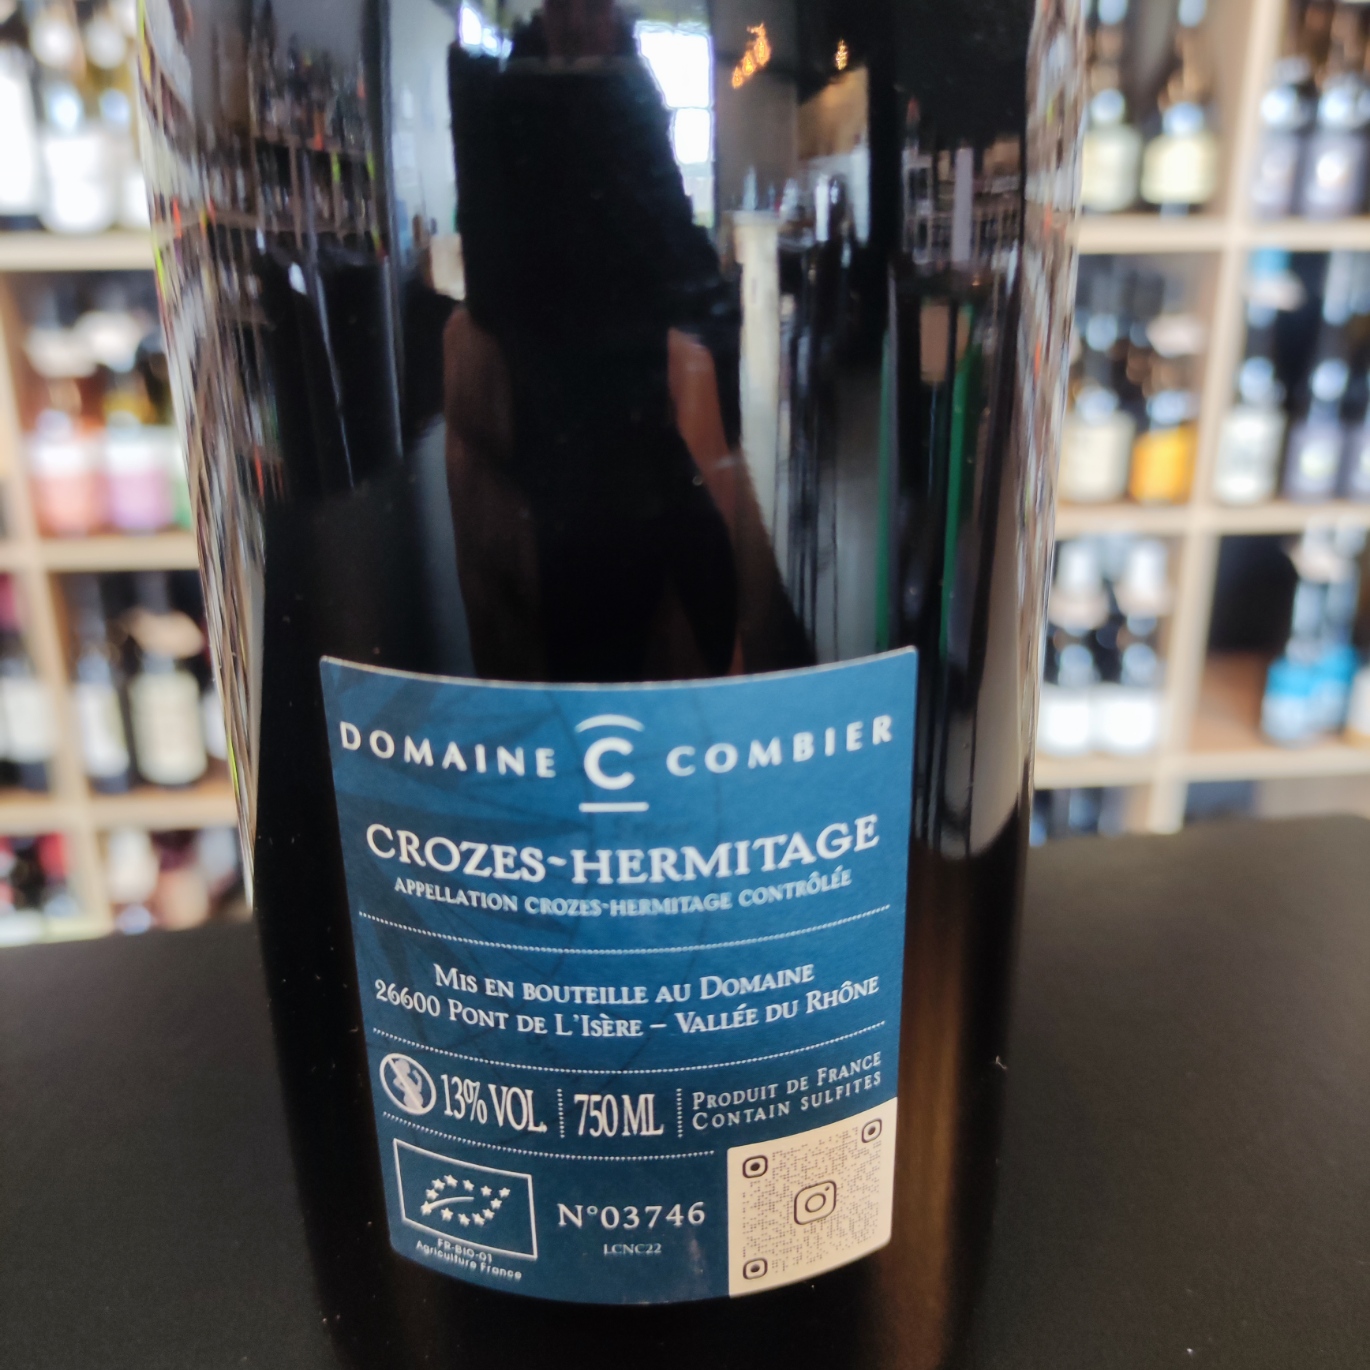 DOMAINE C COMBIER
CROZES-HERMITAGE
APPELLATION CROZES-HERMITAGE CONTRÔLÉE
MIS EN BOUTEILLE AU DOMAINE
26600 PONT DE L'ISÈRE – VALLÉE DU RHÔNE
13% VOL. 750 ML PRODUIT DE FRANCE
CONTAIN SULFITES
N°03746
LCNC22
FR-BIO-01
Agriculture France